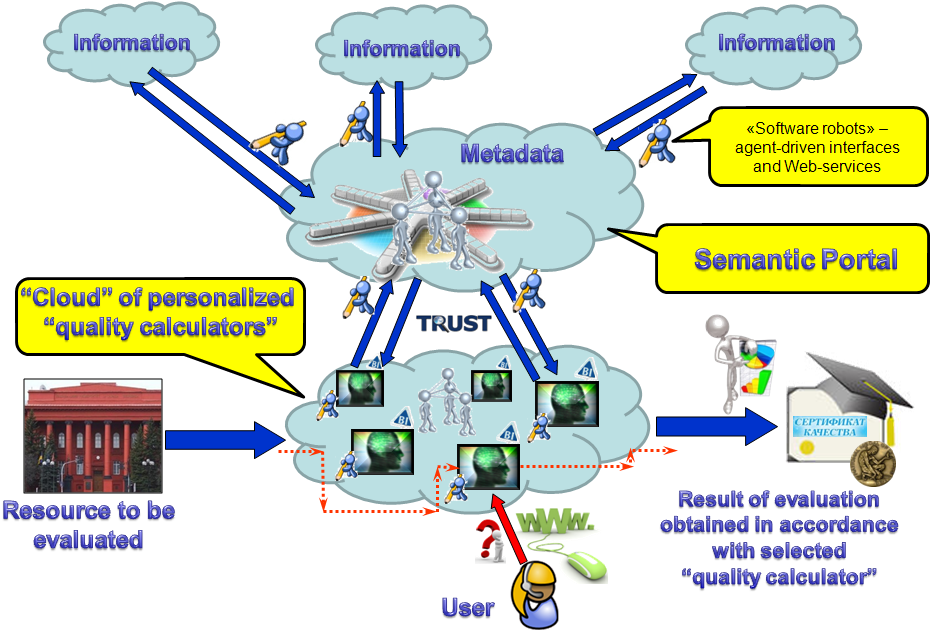 Information
Information
Information
«Software robots» –
agent-driven interfaces
and Web-services
Metadata
Semantic Portal
“Cloud” of personalized
“quality calculators”
TRUST
BI
BI
BI
BI
BI
СЕРТИФИКАТ
КАЧЕСТВА
Resource to be
evaluated
Result of evaluation
obtained in accordance
with selected
“quality calculator”
www.
?
User